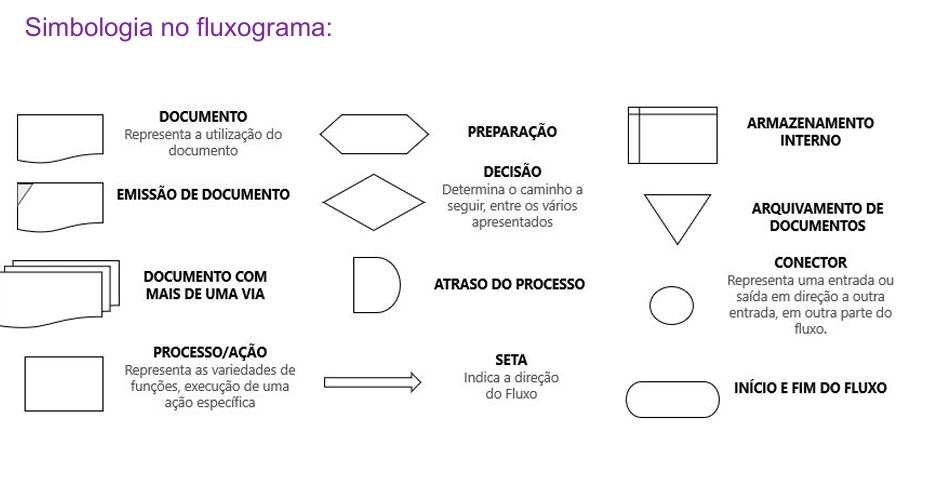 Simbologia no fluxograma:
DOCUMENTO
Representa a utilização do
documento
EMISSÃO DE DOCUMENTO
DOCUMENTO COM
MAIS DE UMA VIA
PROCESSO/AÇÃO
Representa as variedades de
funções, execução de uma
ação específica
PREPARAÇÃO
DECISÃO
Determina o caminho a
seguir, entre os vários
apresentados
ATRASO DO PROCESSO
SETA
Indica a direção
do Fluxo
ARMAZENAMENTO
INTERNO
ARQUIVAMENTO DE
DOCUMENTOS
CONECTOR
Representa uma entrada ou
saída em direção a outra
entrada, em outra parte do
fluxo.
INÍCIO E FIM DO FLUXO